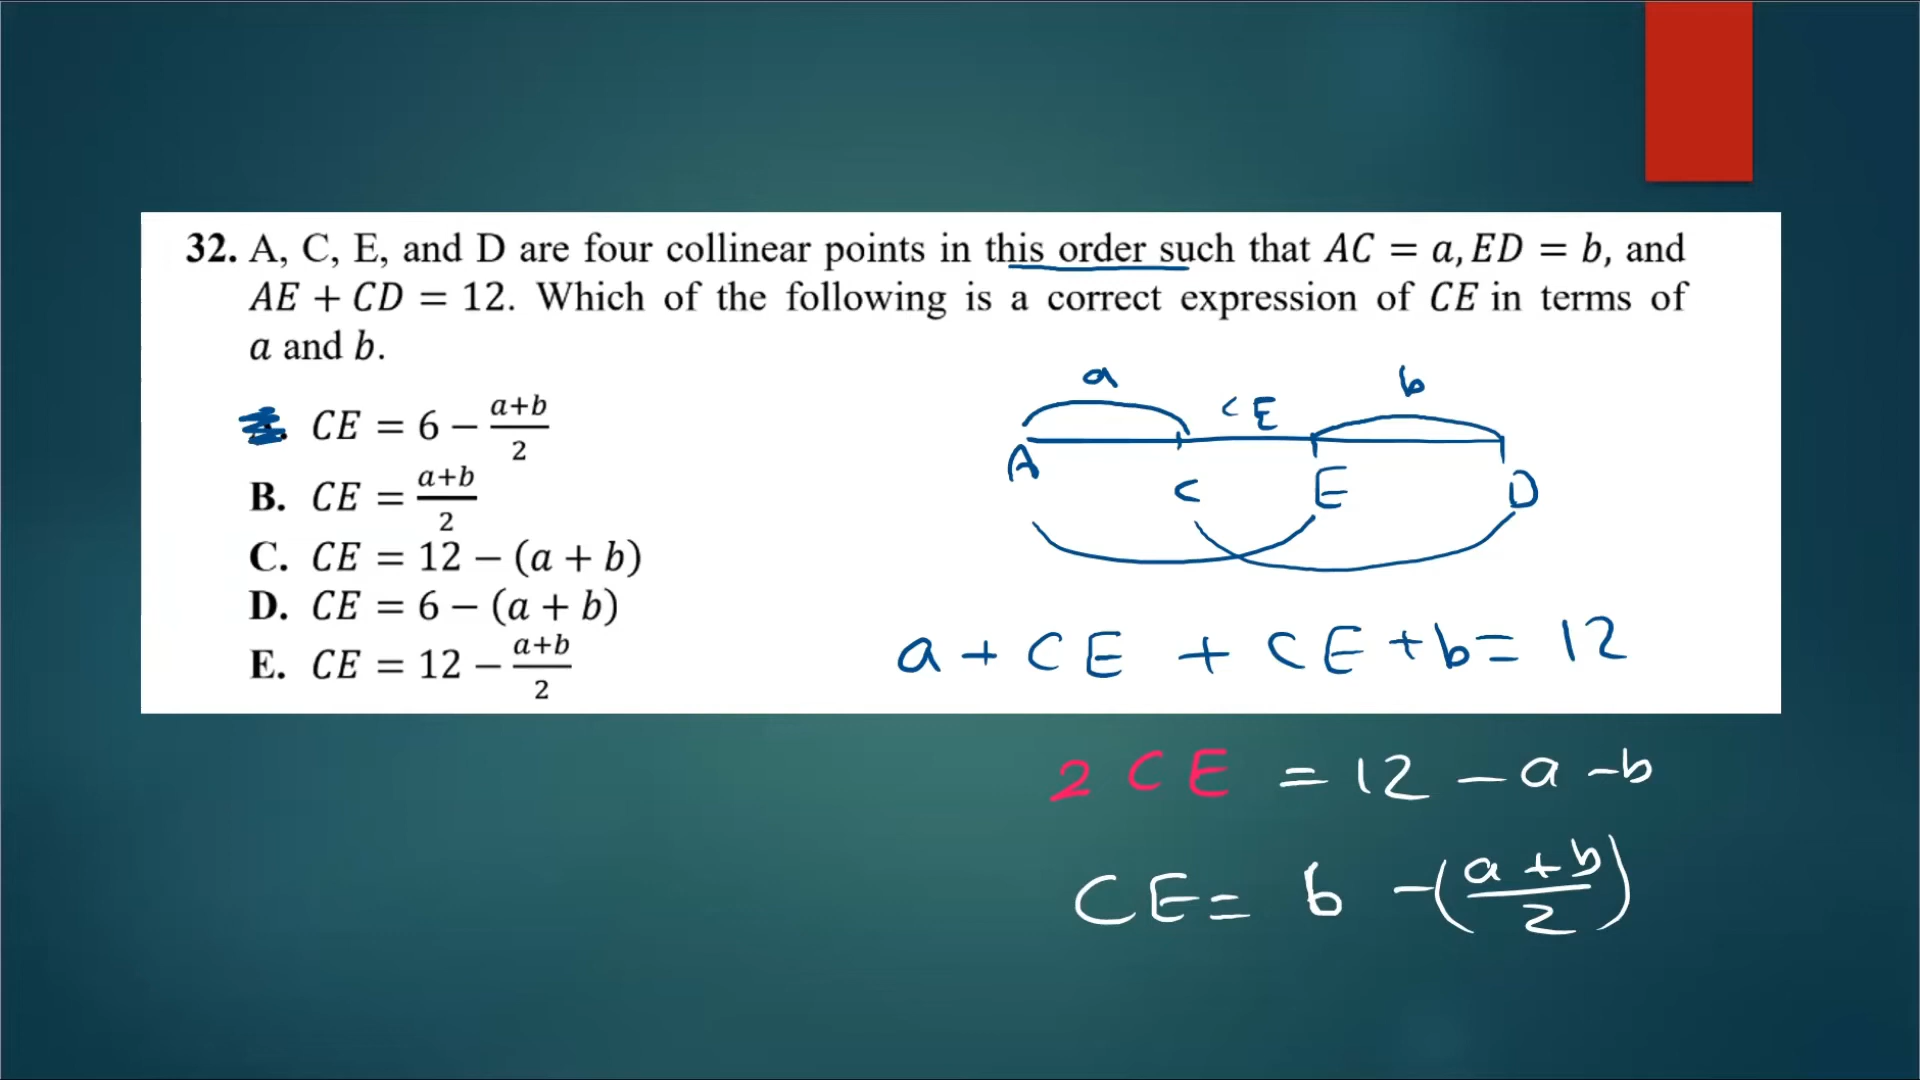 32. A, C, E, and D are four collinear points in this order such that AC = a, ED = b, and
AE + CD = 12. Which of the following is a correct expression of CE in terms of
a and b.
CE = 6 − (a+b)/2
B. CE = (a+b)/2
C. CE = 12 − (a + b)
D. CE = 6 − (a + b)
E. CE = 12 − (a+b)/2
a b
CE
A C E D
a + CE + CE + b = 12
2 CE = 12 − a − b
CE = 6 − ((a + b)/2)